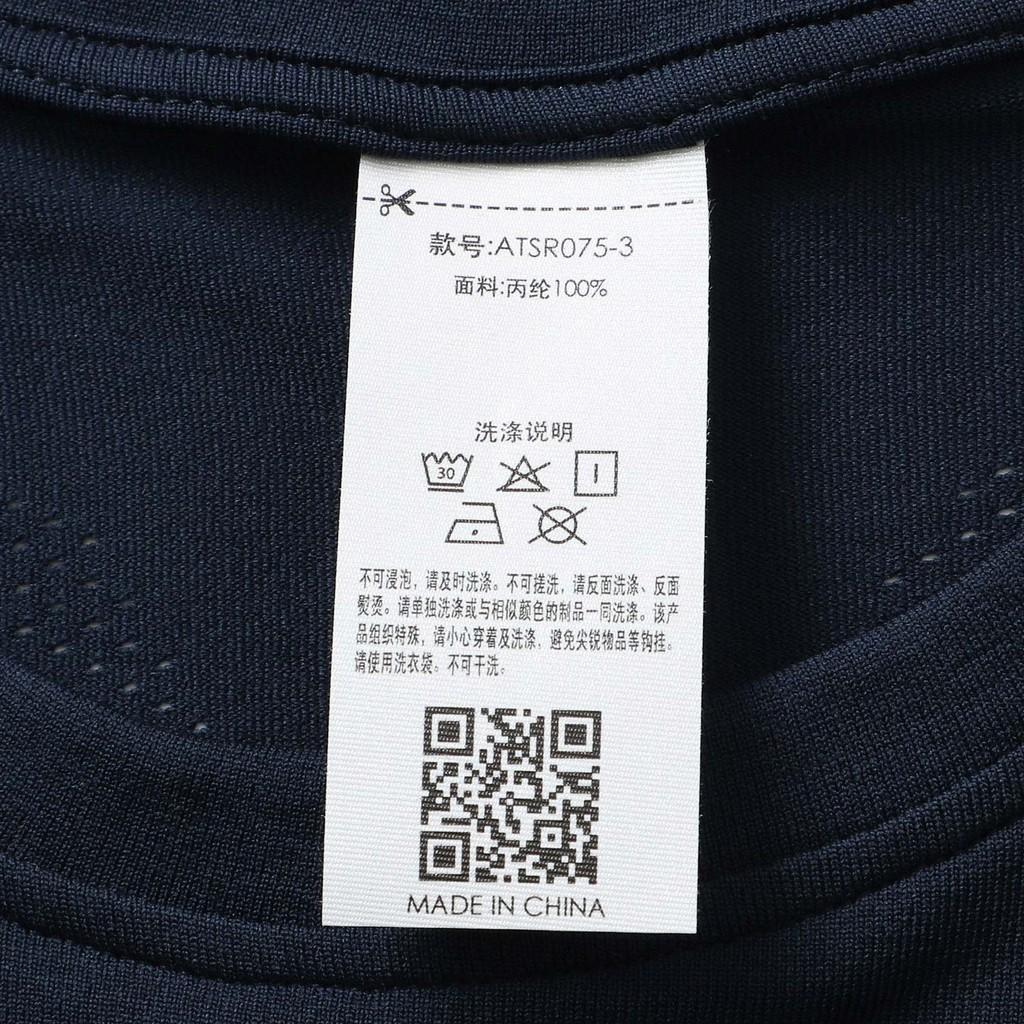 款号:ATSR075-3
面料:丙纶100%
洗涤说明
30
不可浸泡，请及时洗涤。不可搓洗，请反面洗涤、反面
熨烫。请单独洗涤或与相似颜色的制品一同洗涤。该产
品组织特殊，请小心穿着及洗涤，避免尖锐物品等钩挂。
请使用洗衣袋。不可干洗。
MADE IN CHINA